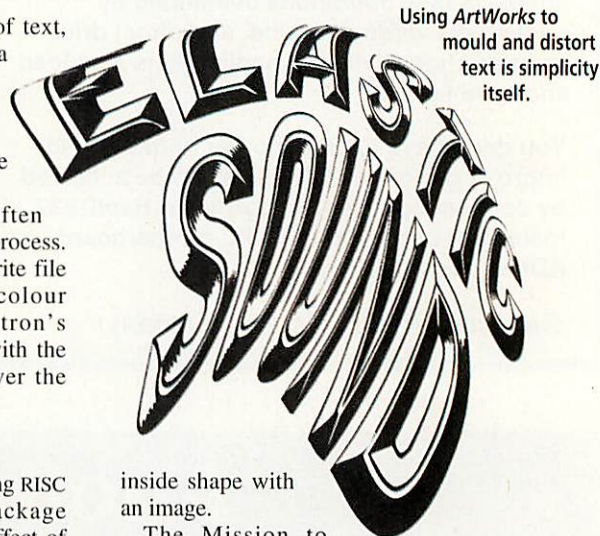 of text,
a
e
ften
rocess.
rite file
colour
tron's
ith the
ver the
ng RISC
ackage
ffect of
ELASTIC
SOUND
Using ArtWorks to
mould and distort
text is simplicity
itself.
inside shape with
an image.
The Mission to